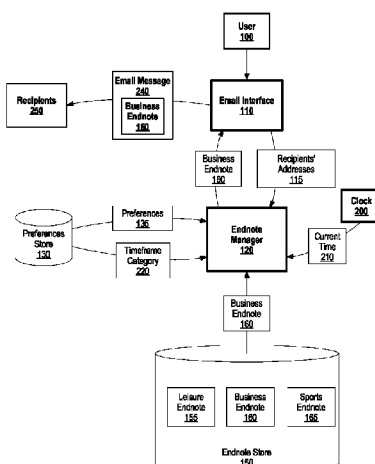 User
100
Email Message
240
Business
Endnote
160
Recipients
250
Email Interface
110
Business
Endnote
160
Recipients'
Addresses
115
Clock
200
Preferences
135
Preferences
Store
130
Timeframe
Category
220
Endnote
Manager
120
Current
Time
210
Business
Endnote
160
Leisure
Endnote
155
Business
Endnote
160
Sports
Endnote
165
Endnote Store
150